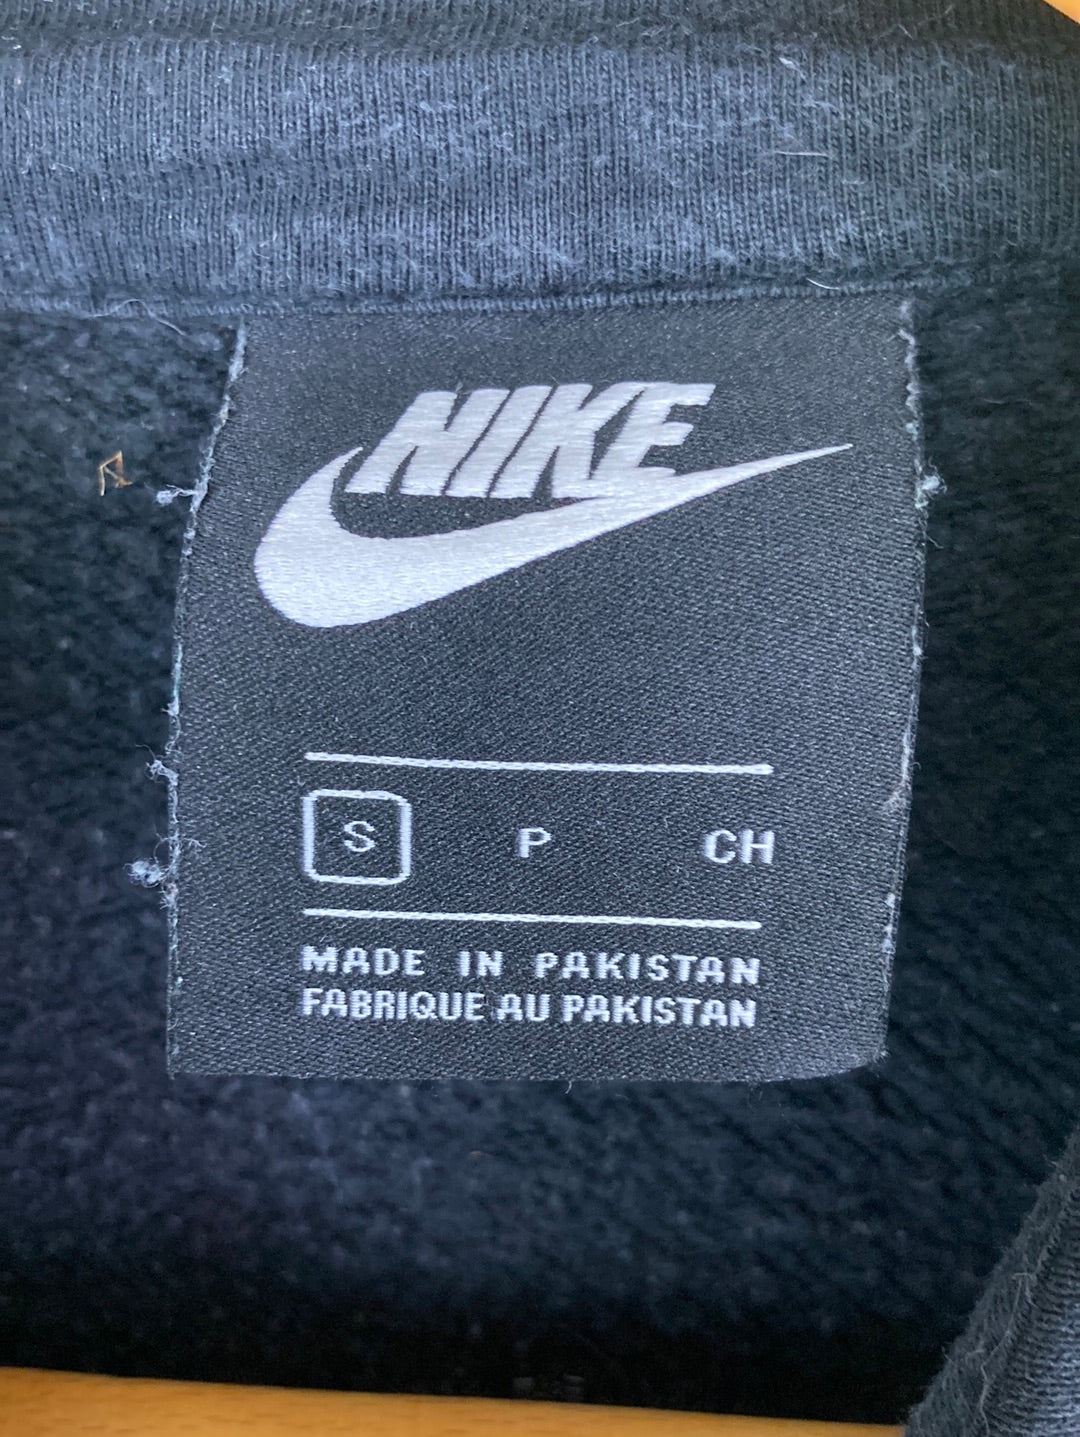 NIKE
S P CH
MADE IN PAKISTAN
FABRIQUE AU PAKISTAN